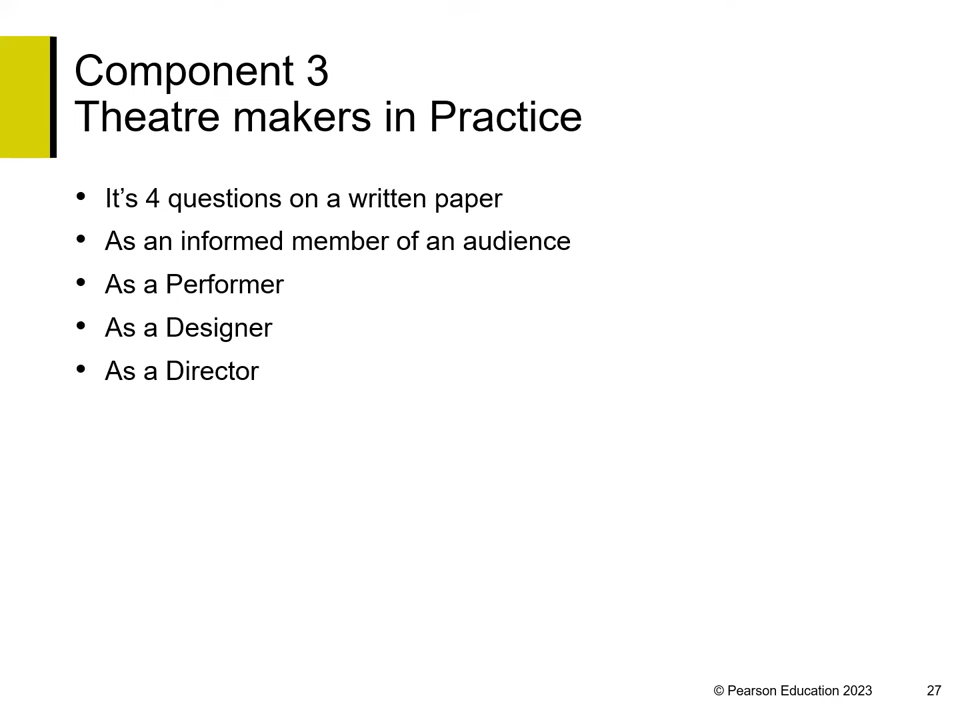 Component 3
Theatre makers in Practice
• It’s 4 questions on a written paper
• As an informed member of an audience
• As a Performer
• As a Designer
• As a Director
© Pearson Education 2023 27